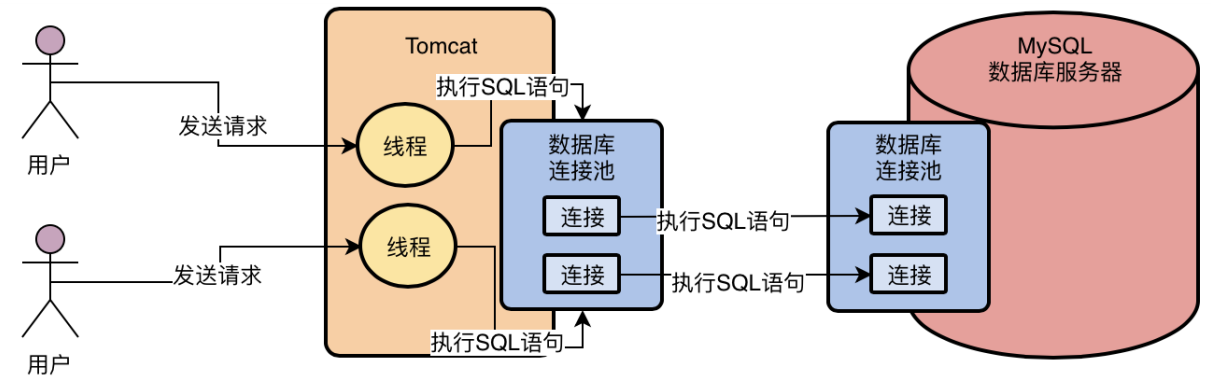 Tomcat
MySQL
数据库服务器
执行SQL语句
发送请求
线程
数据库
连接池
数据库
连接池
用户
连接
执行SQL语句
连接
线程
发送请求
连接
执行SQL语句
连接
执行SQL语句
用户